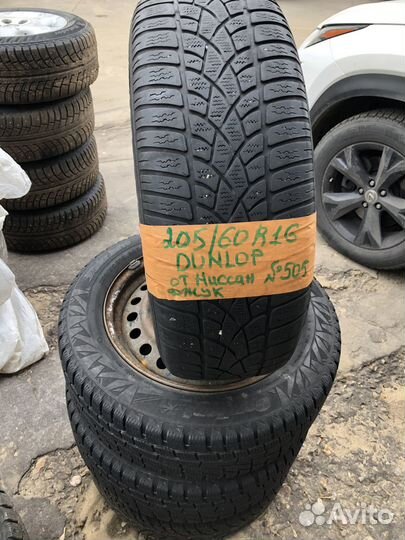 205/60 R16
DUNLOP
от Ниссан №505
жук
Avito